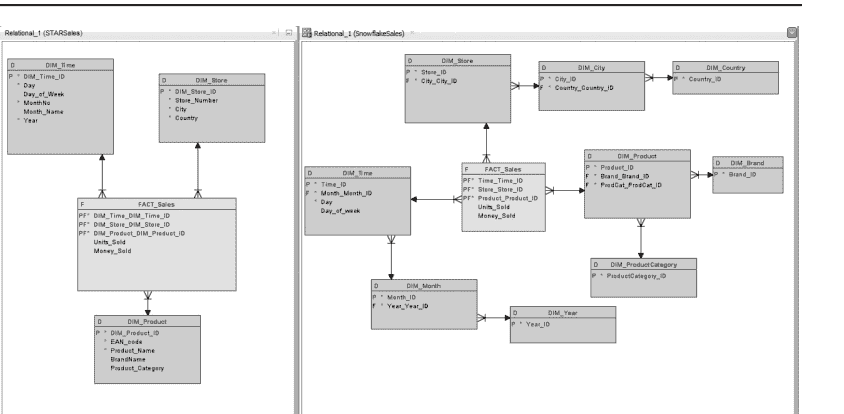 Relational_1 (STARSales)
D DIM_Time
P * DIM_Time_ID
* Day
Day_of_Week
* MonthNo
Month_Name
* Year
D DIM_Store
P * DIM_Store_ID
* Store_Number
* City
* Country
F FACT_Sales
PF* DIM_Time_DIM_Time_ID
PF* DIM_Store_DIM_Store_ID
PF* DIM_Product_DIM_Product_ID
Units_Sold
Money_Sold
D DIM_Product
P * DIM_Product_ID
* EAN_code
* Product_Name
BrandName
Product_Category
Relational_1 (SnowflakeSales)
D DIM_Store
P * Store_ID
F * City_City_ID
D DIM_City
P * City_ID
F * Country_Country_ID
D DIM_Country
P * Country_ID
D DIM_Time
P * Time_ID
F * Month_Month_ID
* Day
Day_of_week
F FACT_Sales
PF* Time_Time_ID
PF* Store_Store_ID
PF* Product_Product_ID
Units_Sold
Money_Sold
D DIM_Product
P * Product_ID
F * Brand_Brand_ID
F * ProdCat_ProdCat_ID
D DIM_Brand
P * Brand_ID
D DIM_ProductCategory
P * ProductCategory_ID
D DIM_Month
P * Month_ID
F * Year_Year_ID
D DIM_Year
P * Year_ID